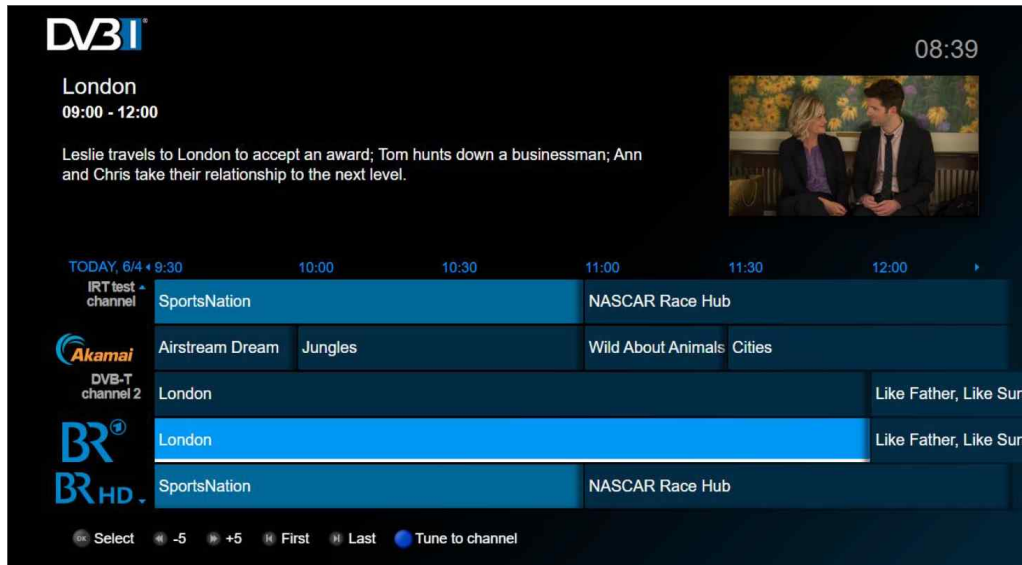 DVB I
08:39
London
09:00 - 12:00
Leslie travels to London to accept an award; Tom hunts down a businessman; Ann
and Chris take their relationship to the next level.
TODAY, 6/4 9:30 10:00 10:30 11:00 11:30 12:00
IRT test
channel
SportsNation NASCAR Race Hub
Akamai Airstream Dream Jungles Wild About Animals Cities
DVB-T
channel 2
London Like Father, Like Sun
BR 1 London Like Father, Like Sun
BR HD SportsNation NASCAR Race Hub
OK Select -5 +5 First Last Tune to channel